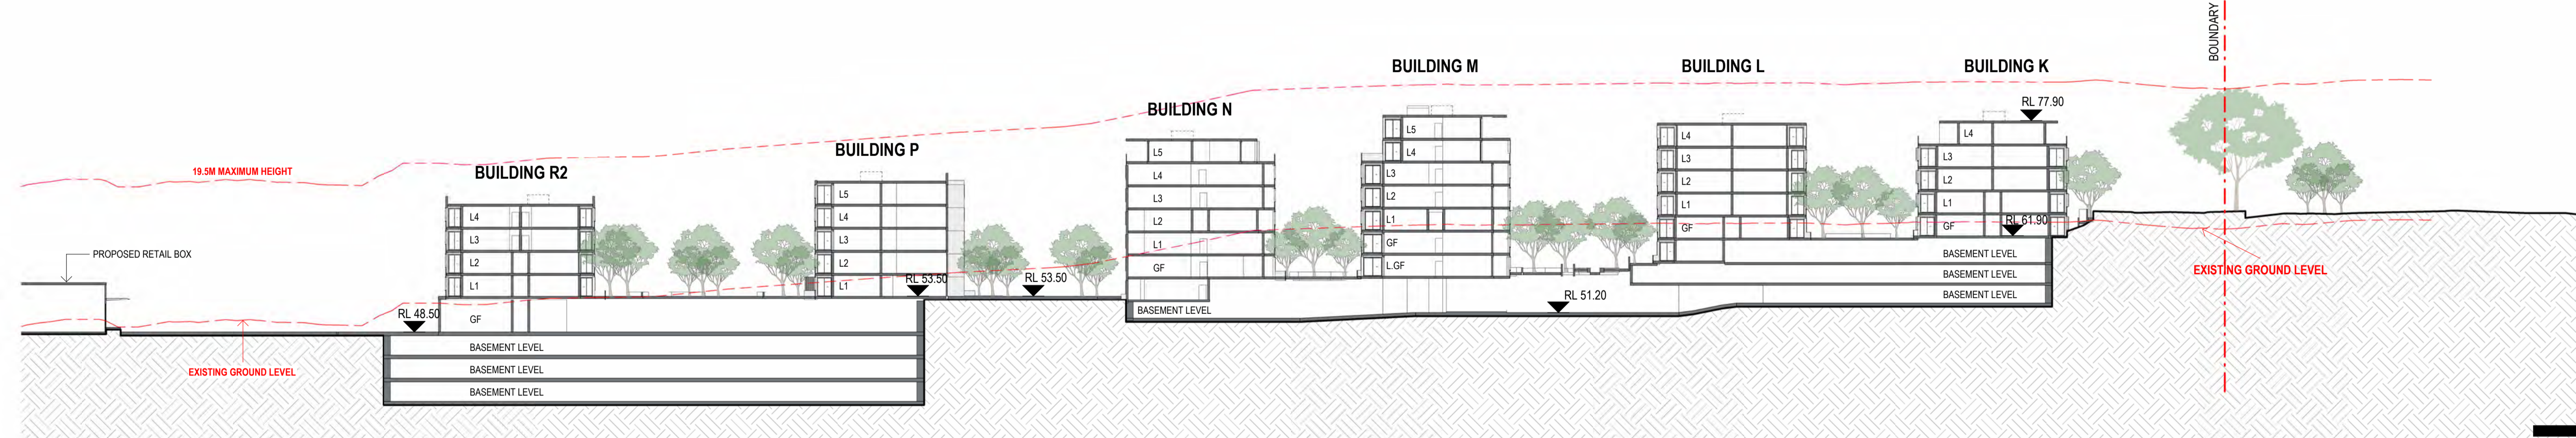 BOUNDARY
BUILDING M
BUILDING L
BUILDING K
RL 77.90
BUILDING N
BUILDING P
BUILDING R2
19.5M MAXIMUM HEIGHT
PROPOSED RETAIL BOX
EXISTING GROUND LEVEL
RL 48.50
L4
L3
L2
L1
GF
BASEMENT LEVEL
BASEMENT LEVEL
BASEMENT LEVEL
L5
L4
L3
L2
L1
RL 53.50
RL 53.50
L5
L4
L3
L2
L1
GF
BASEMENT LEVEL
L5
L4
L3
L2
L1
GF
L.GF
RL 51.20
L4
L3
L2
L1
GF
L4
L3
L2
L1
GF
RL 61.90
BASEMENT LEVEL
BASEMENT LEVEL
BASEMENT LEVEL
EXISTING GROUND LEVEL